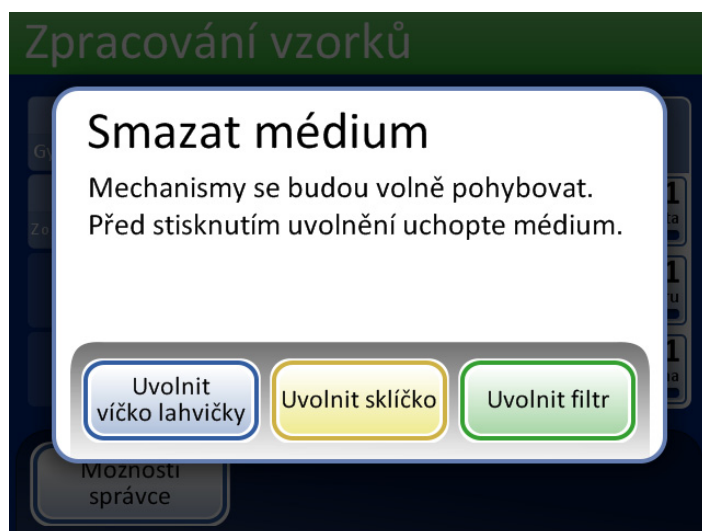 Zpracování vzorků
Smazat médium
Mechanismy se budou volně pohybovat.
Před stisknutím uvolnění uchopte médium.
Uvolnit
víčko lahvičky
Uvolnit sklíčko
Uvolnit filtr
Možnosti
správce